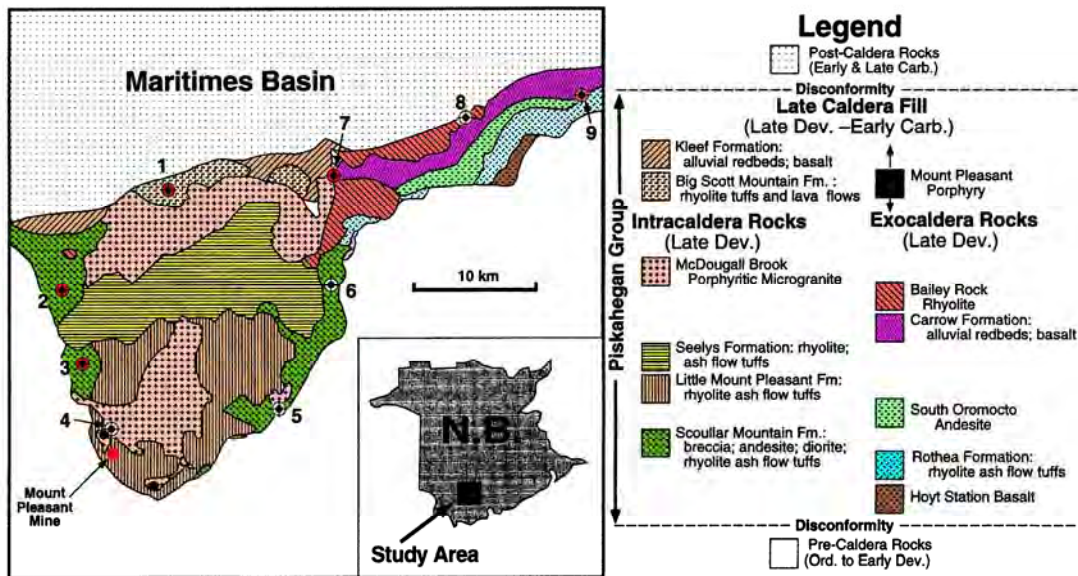 Maritimes Basin
1
2
3
4
5
6
7
8
9
10 km
Mount
Pleasant
Mine
N.B.
Study Area
Legend
Post-Caldera Rocks
(Early & Late Carb.)
Disconformity
Piskahegan Group
Late Caldera Fill
(Late Dev. –Early Carb.)
Kleef Formation:
alluvial redbeds; basalt
Big Scott Mountain Fm. :
rhyolite tuffs and lava flows
Mount Pleasant
Porphyry
Intracaldera Rocks
(Late Dev.)
McDougall Brook
Porphyritic Microgranite
Seelys Formation: rhyolite;
ash flow tuffs
Little Mount Pleasant Fm:
rhyolite ash flow tuffs
Scoullar Mountain Fm.:
breccia; andesite; diorite;
rhyolite ash flow tuffs
Exocaldera Rocks
(Late Dev.)
Bailey Rock
Rhyolite
Carrow Formation:
alluvial redbeds; basalt
South Oromocto
Andesite
Rothea Formation:
rhyolite ash flow tuffs
Hoyt Station Basalt
Disconformity
Pre-Caldera Rocks
(Ord. to Early Dev.)